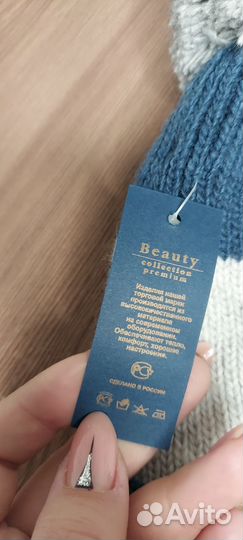 Beauty
collection
premium
Изделия нашей
торговой марки
производятся из
высококачественного
материала
на современном
оборудовании.
Обеспечивают тепло,
комфорт, хорошее
настроение.
РСТ
СДЕЛАНО В РОССИИ
Avito